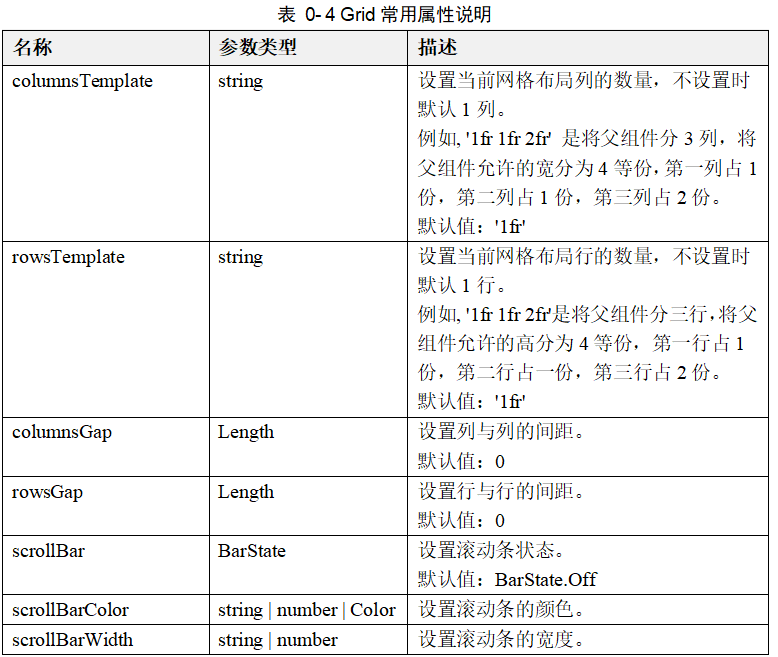 表 0- 4 Grid 常用属性说明
名称 参数类型 描述
columnsTemplate string 设置当前网格布局列的数量，不设置时
默认 1 列。
例如, '1fr 1fr 2fr' 是将父组件分 3 列，将
父组件允许的宽分为 4 等份，第一列占 1
份，第二列占 1 份，第三列占 2 份。
默认值：'1fr'
rowsTemplate string 设置当前网格布局行的数量，不设置时
默认 1 行。
例如, '1fr 1fr 2fr'是将父组件分三行，将父
组件允许的高分为 4 等份，第一行占 1
份，第二行占一份，第三行占 2 份。
默认值：'1fr'
columnsGap Length 设置列与列的间距。
默认值：0
rowsGap Length 设置行与行的间距。
默认值：0
scrollBar BarState 设置滚动条状态。
默认值：BarState.Off
scrollBarColor string | number | Color 设置滚动条的颜色。
scrollBarWidth string | number 设置滚动条的宽度。